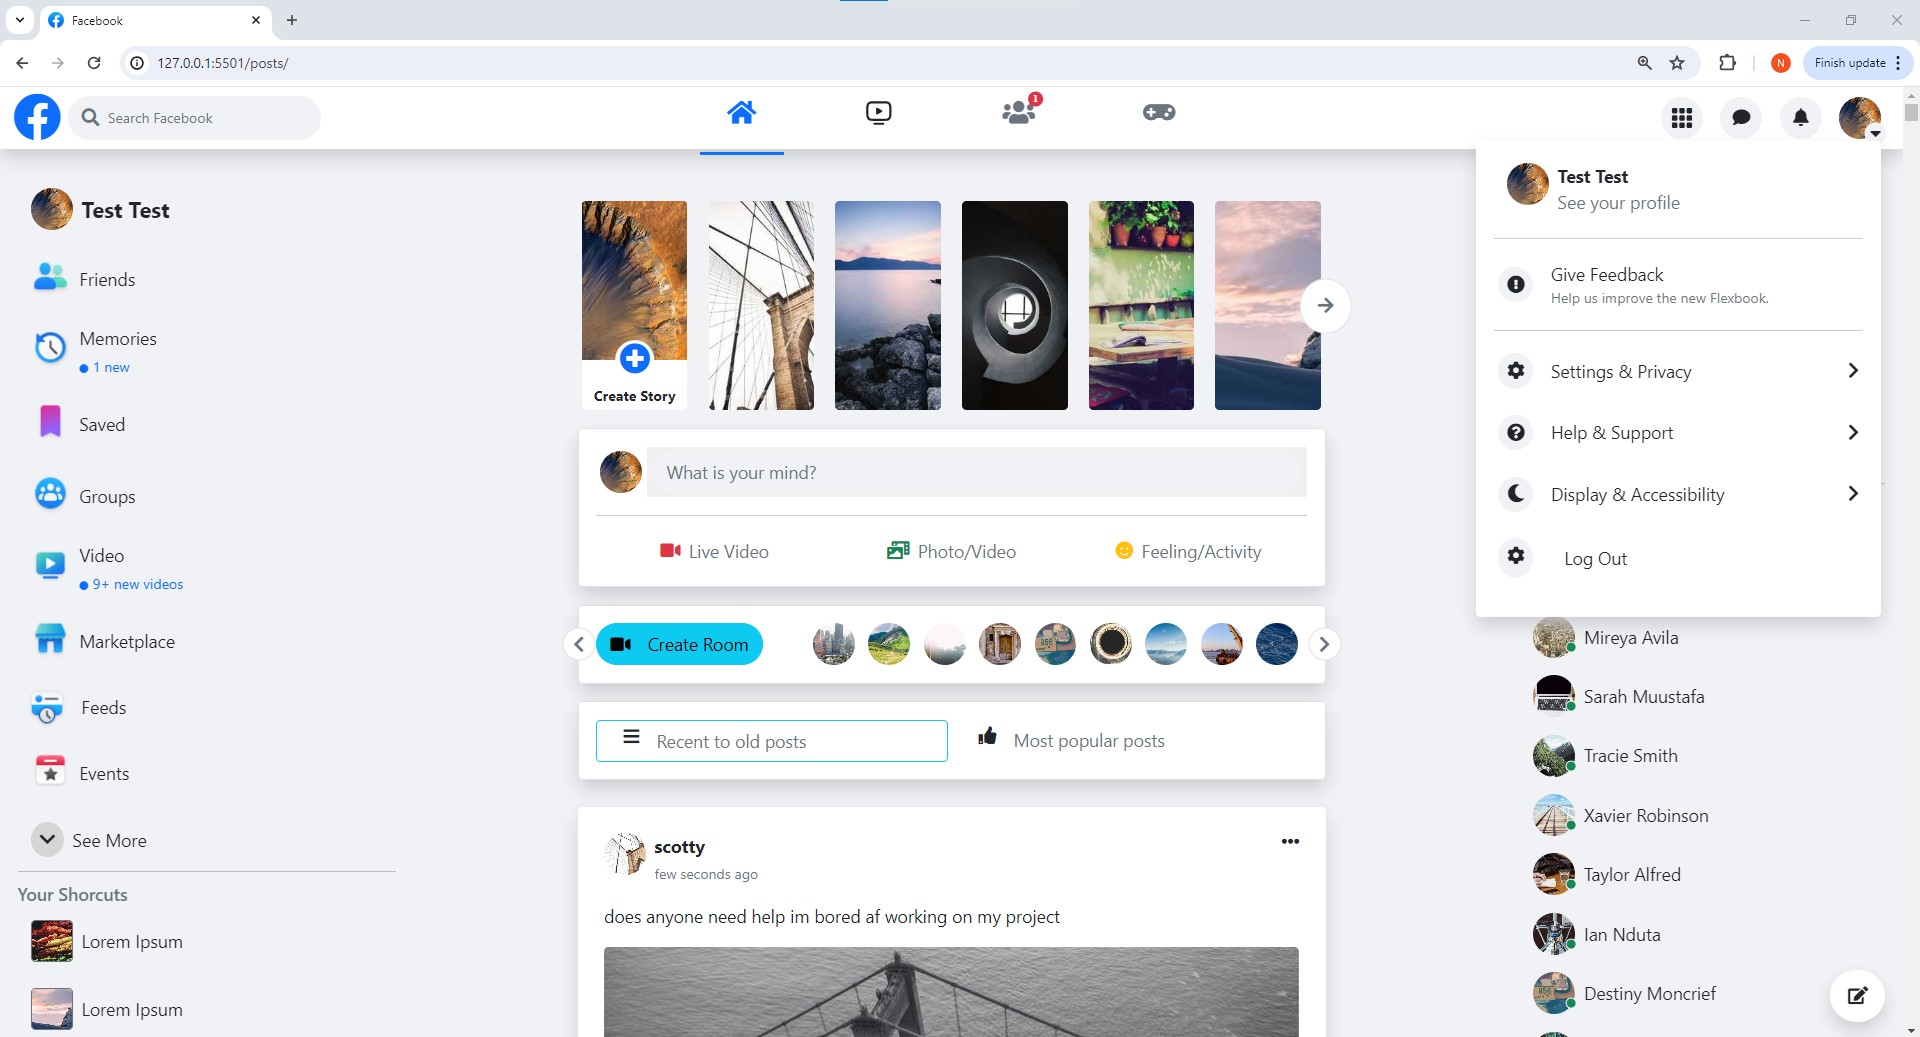 Facebook
127.0.0.1:5501/posts/
N
Finish update
Search Facebook
1
Test Test
Friends
Memories
1 new
Saved
Groups
Video
9+ new videos
Marketplace
Feeds
Events
See More
Your Shorcuts
Lorem Ipsum
Lorem Ipsum
Create Story
What is your mind?
Live Video
Photo/Video
Feeling/Activity
Create Room
Recent to old posts
Most popular posts
scotty
few seconds ago
does anyone need help im bored af working on my project
Test Test
See your profile
Give Feedback
Help us improve the new Flexbook.
Settings & Privacy
Help & Support
Display & Accessibility
Log Out
Mireya Avila
Sarah Muustafa
Tracie Smith
Xavier Robinson
Taylor Alfred
Ian Nduta
Destiny Moncrief